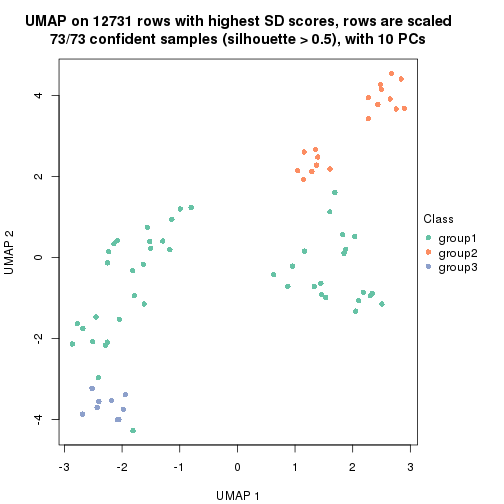 UMAP on 12731 rows with highest SD scores, rows are scaled
73/73 confident samples (silhouette > 0.5), with 10 PCs
4
2
0
-2
-4
UMAP 2
-3
-2
-1
0
1
2
3
UMAP 1
Class
group1
group2
group3